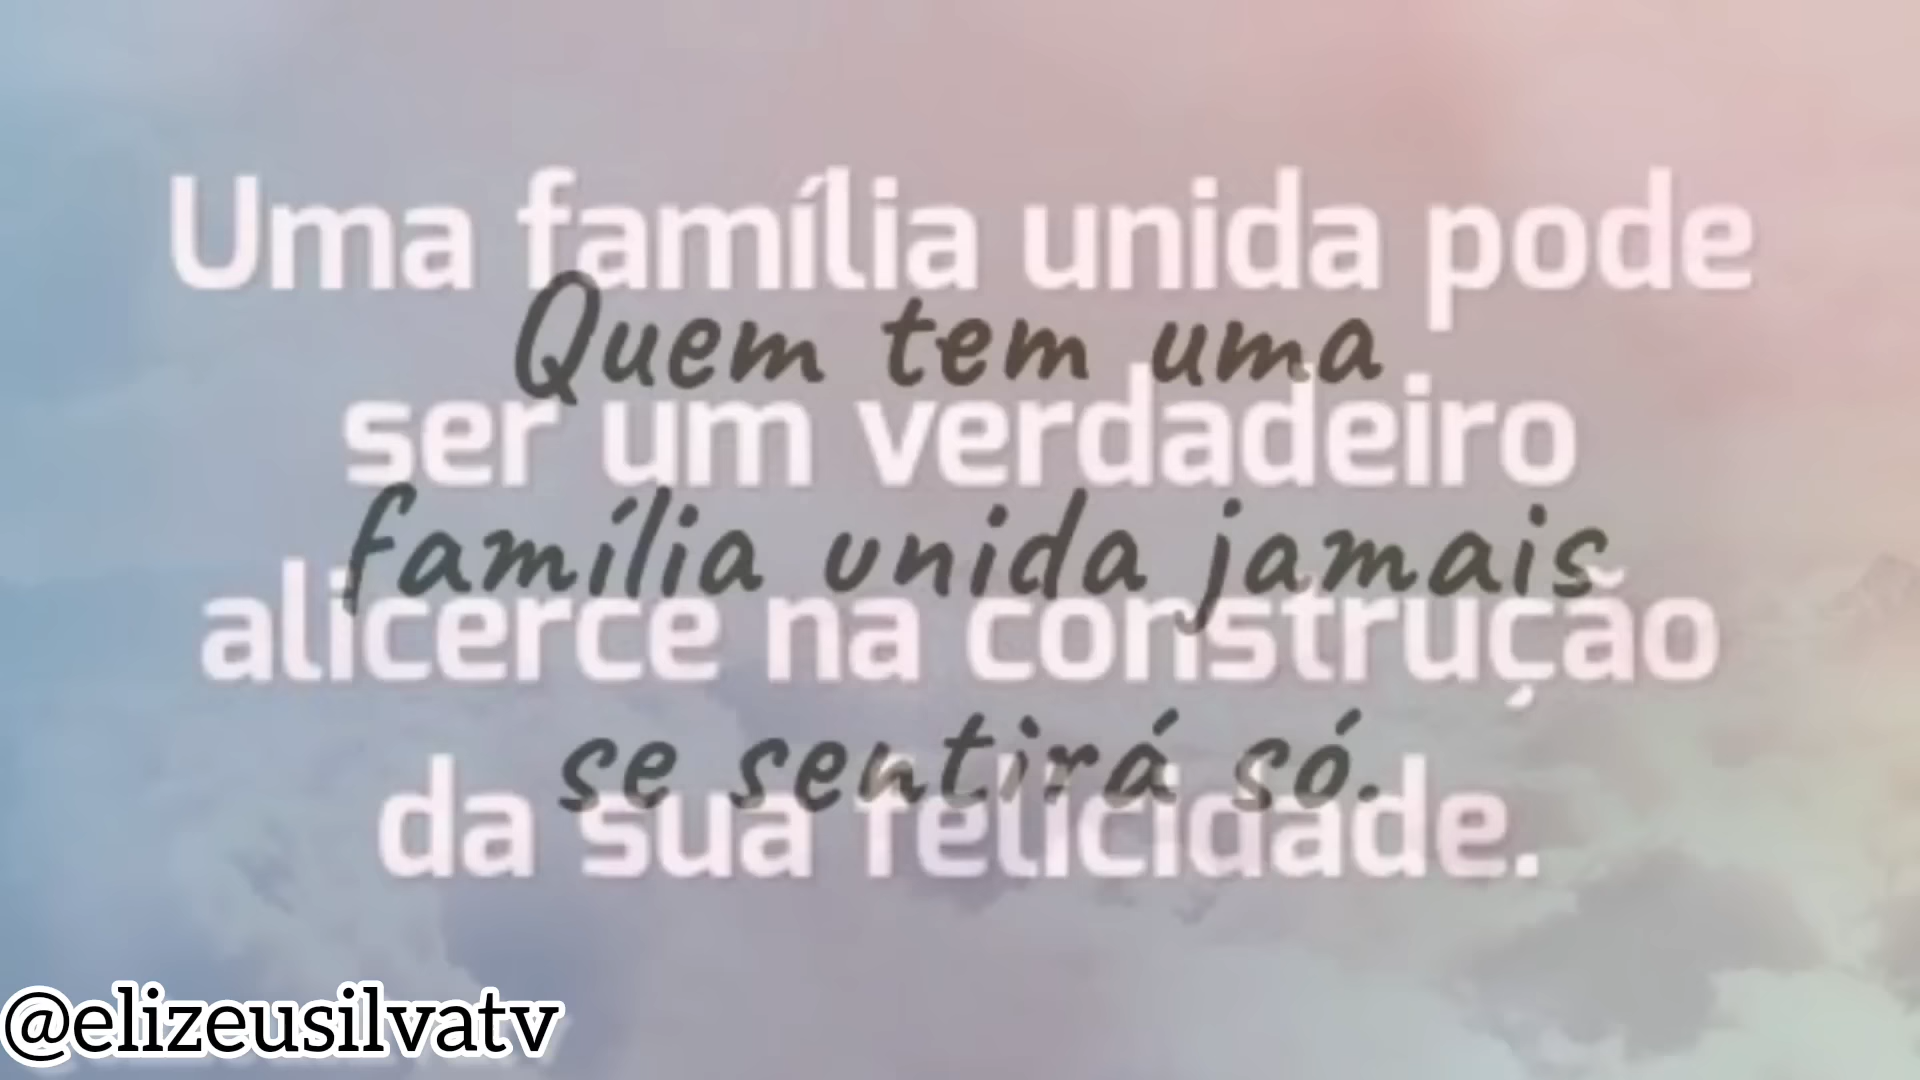 Uma família unida pode
ser um verdadeiro
alicerce na construção
da sua felicidade.
Quem tem uma
família unida jamais
se sentirá só.
@elizeusilvatv